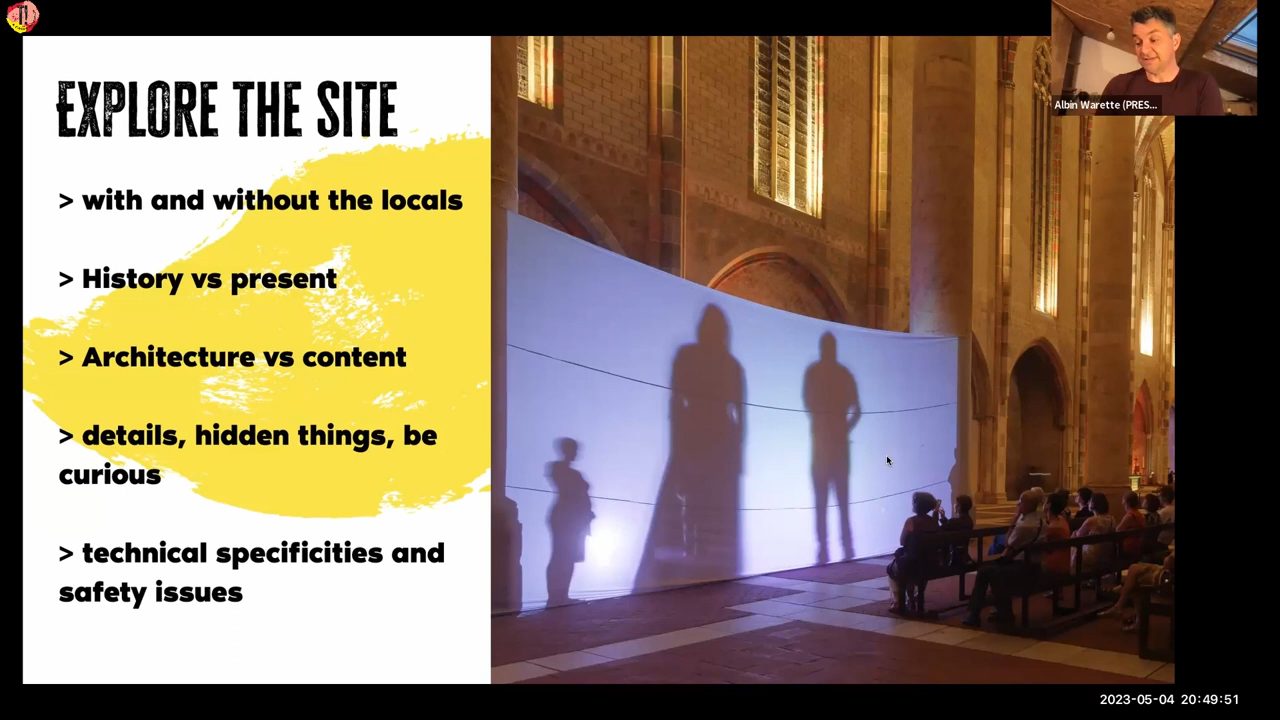 EXPLORE THE SITE
> with and without the locals
> History vs present
> Architecture vs content
> details, hidden things, be
curious
> technical specificities and
safety issues
Albin Warette (PRES...
2023-05-04 20:49:51